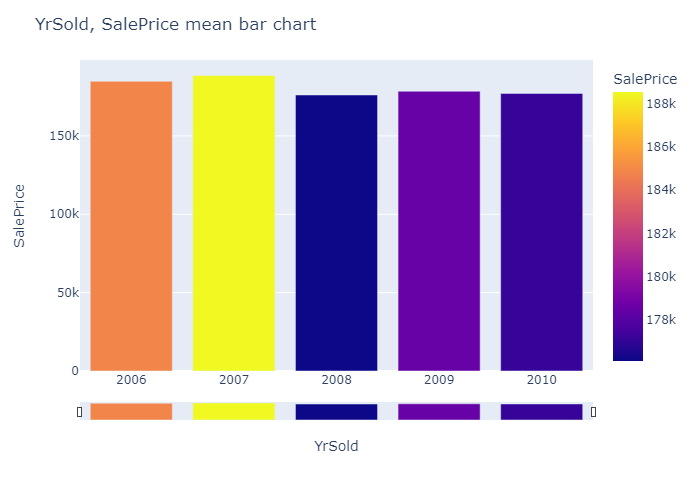 YrSold, SalePrice mean bar chart
SalePrice
188k
186k
184k
182k
180k
178k
150k
100k
50k
0
SalePrice
2006 2007 2008 2009 2010
YrSold